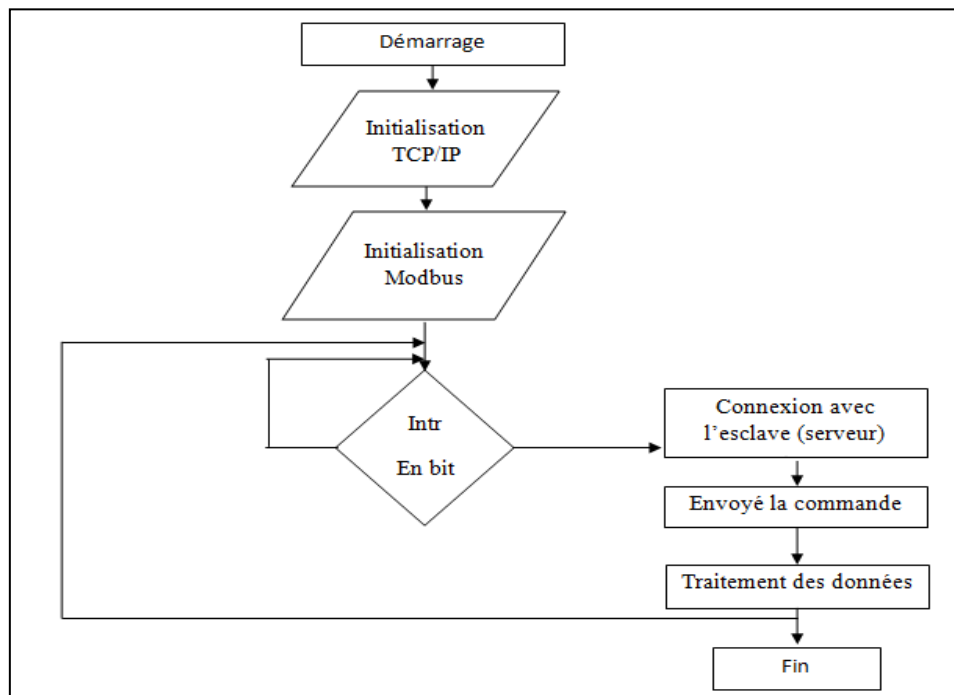 Démarrage
Initialisation
TCP/IP
Initialisation
Modbus
Intr
En bit
Connexion avec
l’esclave (serveur)
Envoyé la commande
Traitement des données
Fin